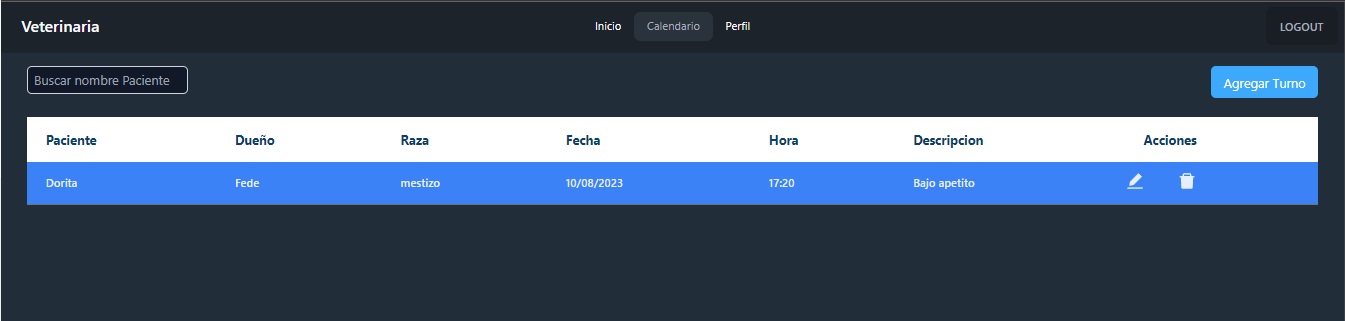 Veterinaria Inicio Calendario Perfil LOGOUT
Buscar nombre Paciente Agregar Turno
Paciente Dueño Raza Fecha Hora Descripcion Acciones
Dorita Fede mestizo 10/08/2023 17:20 Bajo apetito